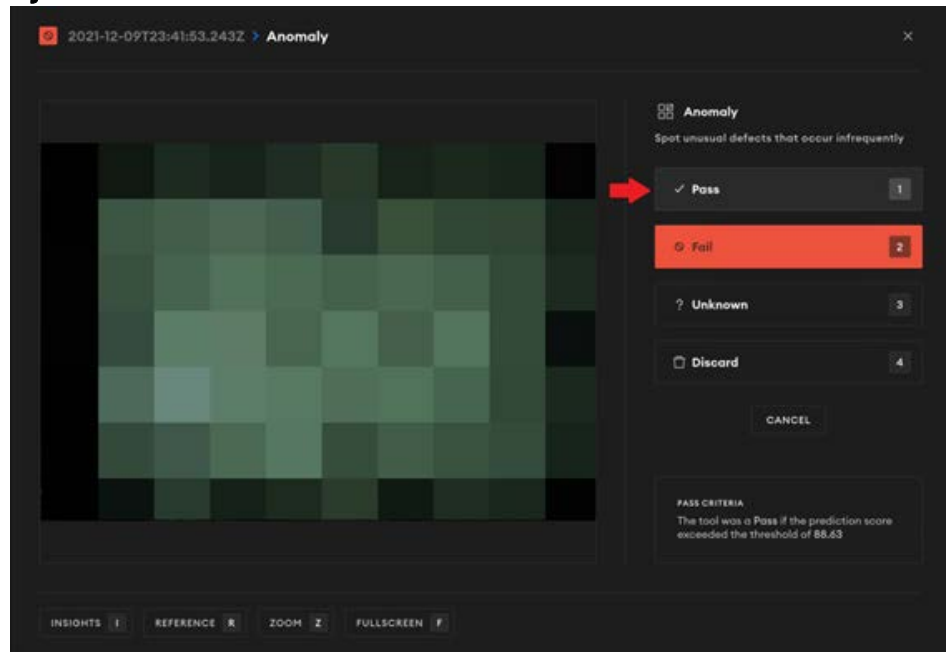 2021-12-09T23:41:53.243Z > Anomaly
Anomaly
Spot unusual defects that occur infrequently
Pass 1
Fail 2
? Unknown 3
Discard 4
CANCEL
PASS CRITERIA
The tool was a Pass if the prediction score
exceeded the threshold of 88.63
INSIGHTS I REFERENCE R ZOOM Z FULLSCREEN F